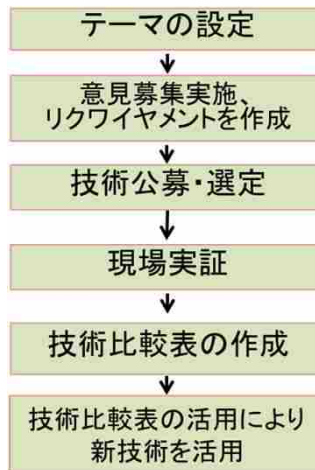 テーマの設定
意見募集実施、
リクワイヤメントを作成
技術公募・選定
現場実証
技術比較表の作成
技術比較表の活用により
新技術を活用